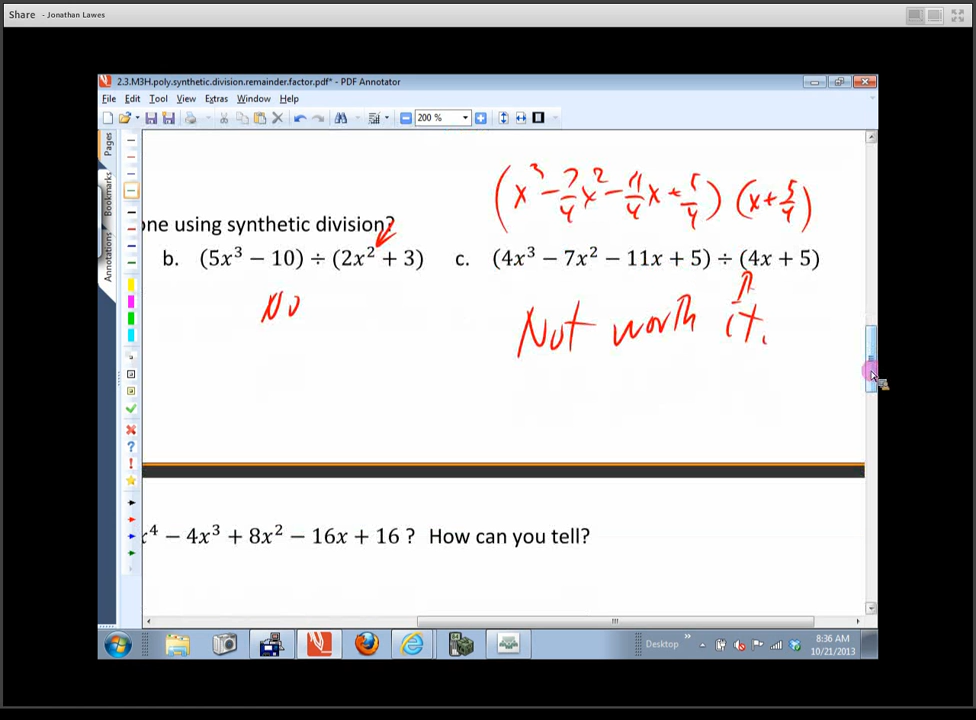 Share - Jonathan Lawes
2.3.M3H.poly.synthetic.division.remainder.factor.pdf* - PDF Annotator
File Edit Tool View Extras Window Help
200 %
Pages
Bookmarks
Annotations
(x³ - 7/4x² - 11/4x + 5/4) (x + 5/4)
one using synthetic division?
b. (5x³ − 10) ÷ (2x² + 3) c. (4x³ − 7x² − 11x + 5) ÷ (4x + 5)
No
Not worth it.
x⁴ − 4x³ + 8x² − 16x + 16 ? How can you tell?
Desktop
8:36 AM
10/21/2013